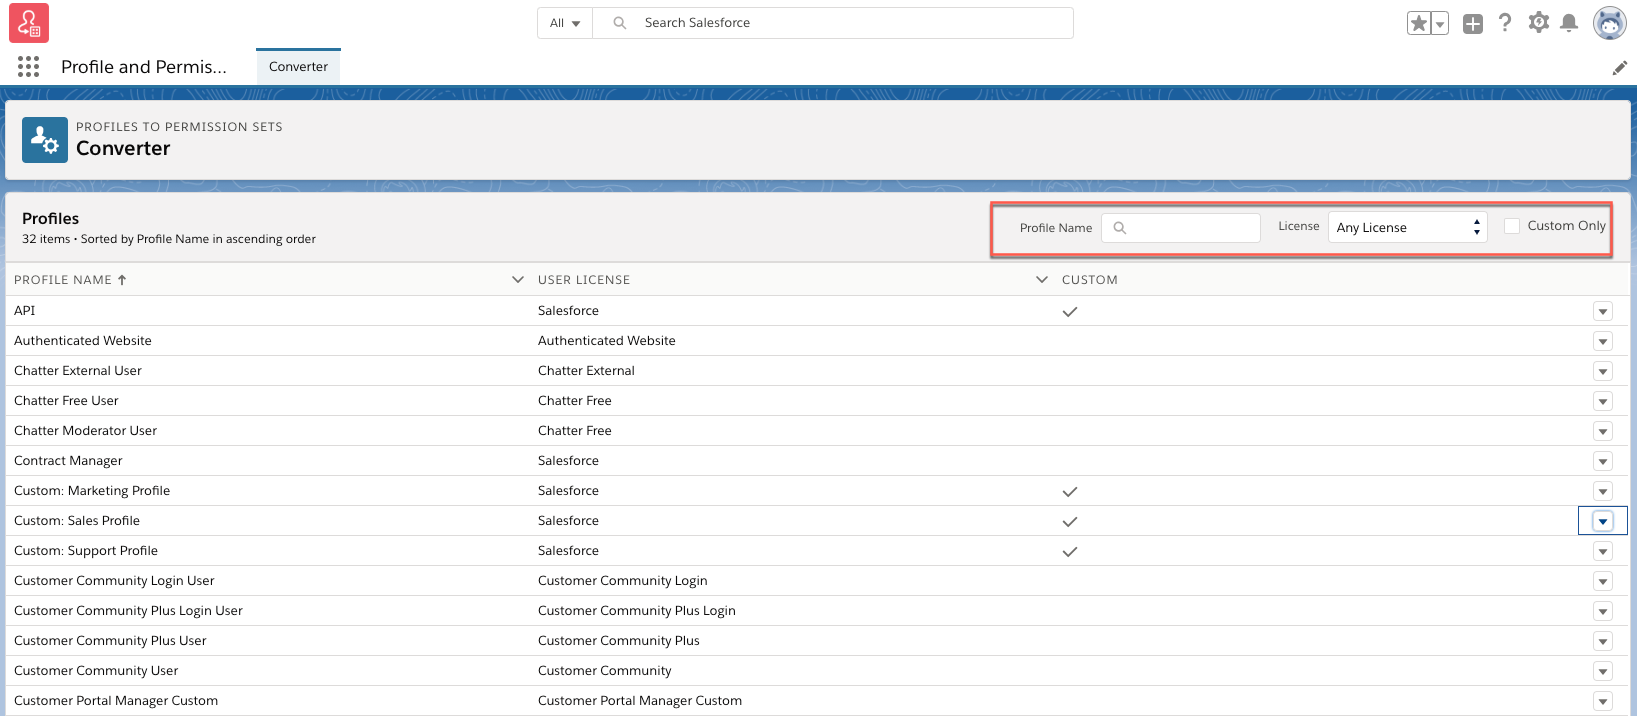 All Search Salesforce
Profile and Permis... Converter
PROFILES TO PERMISSION SETS
Converter
Profiles
32 items • Sorted by Profile Name in ascending order
Profile Name License Any License Custom Only
PROFILE NAME USER LICENSE CUSTOM
API Salesforce
Authenticated Website Authenticated Website
Chatter External User Chatter External
Chatter Free User Chatter Free
Chatter Moderator User Chatter Free
Contract Manager Salesforce
Custom: Marketing Profile Salesforce
Custom: Sales Profile Salesforce
Custom: Support Profile Salesforce
Customer Community Login User Customer Community Login
Customer Community Plus Login User Customer Community Plus Login
Customer Community Plus User Customer Community Plus
Customer Community User Customer Community
Customer Portal Manager Custom Customer Portal Manager Custom